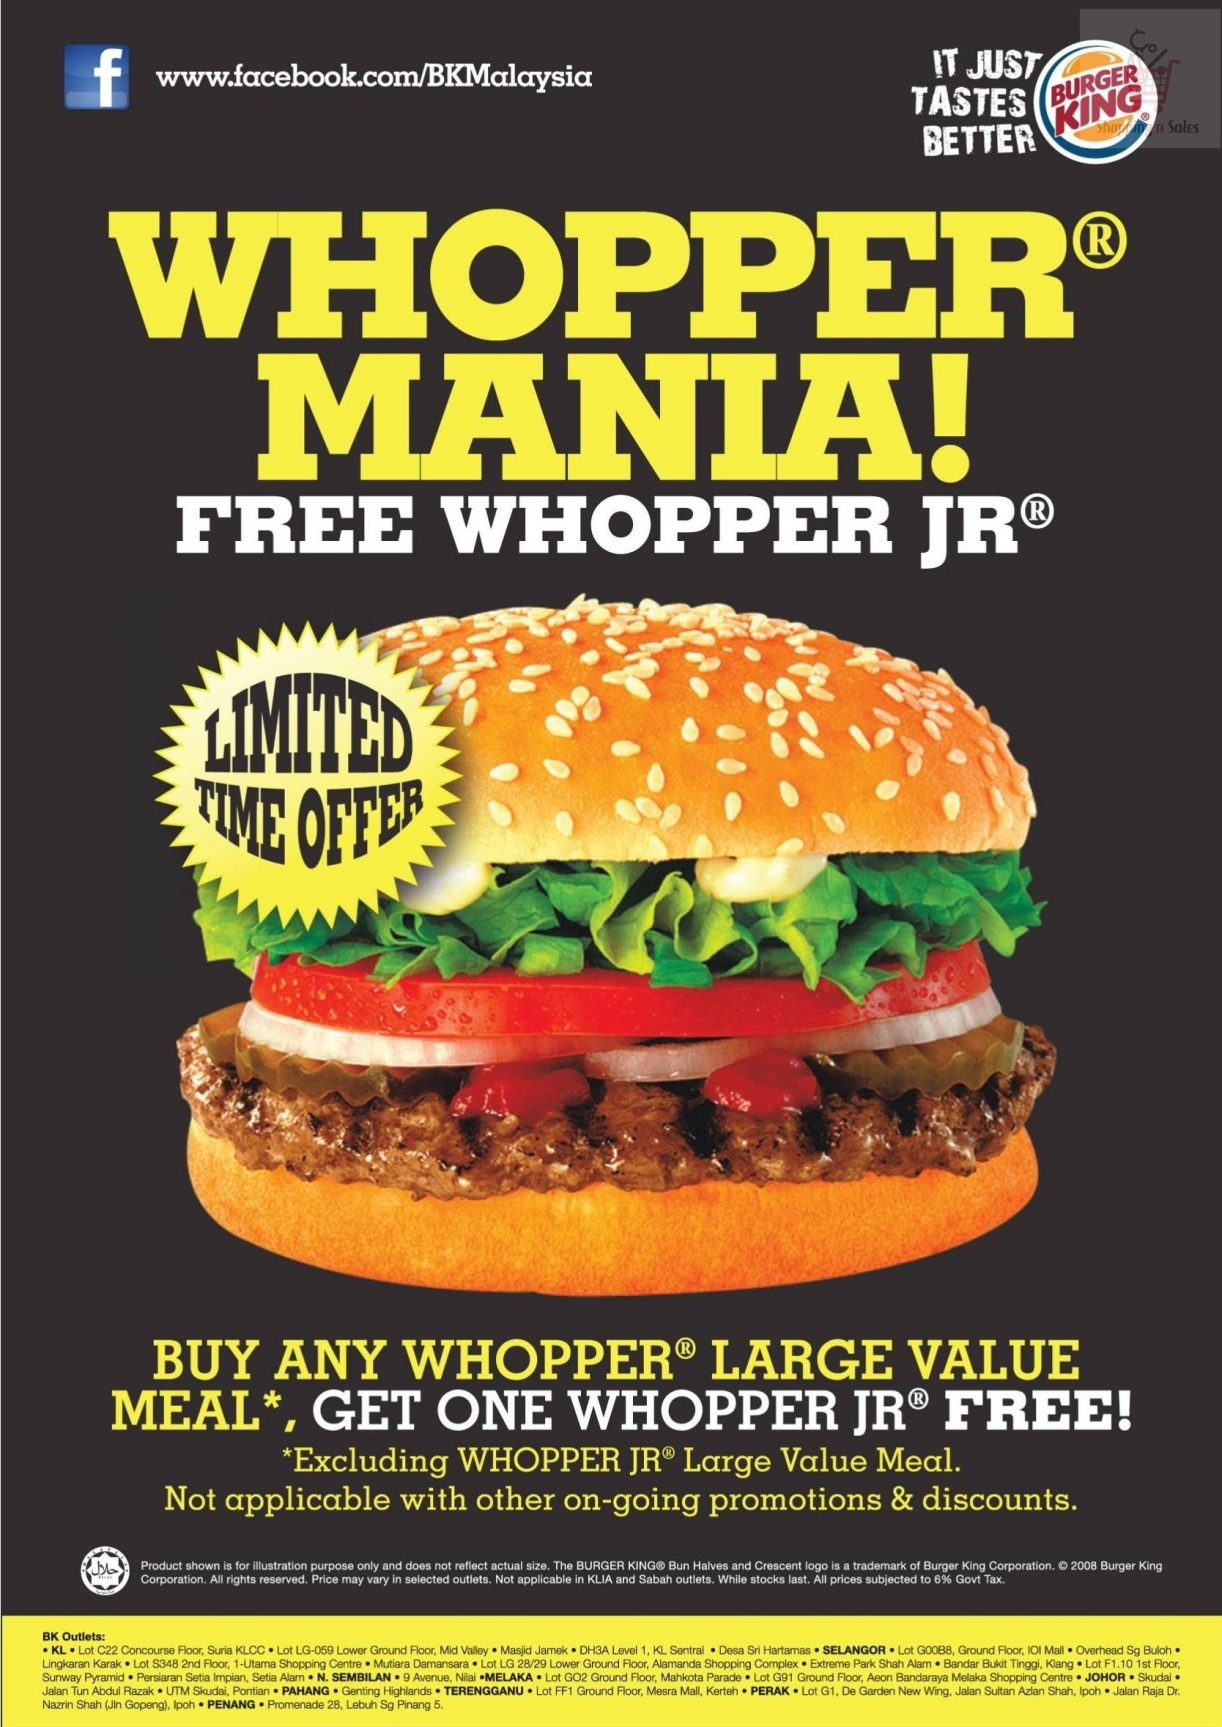 www.facebook.com/BKMalaysia
IT JUST
TASTES
BETTER
BURGER
KING®
Shopping n Sales
WHOPPER®
MANIA!
FREE WHOPPER JR®
LIMITED
TIME OFFER
BUY ANY WHOPPER® LARGE VALUE
MEAL*, GET ONE WHOPPER JR® FREE!
*Excluding WHOPPER JR® Large Value Meal.
Not applicable with other on-going promotions & discounts.
حلال
Product shown is for illustration purpose only and does not reflect actual size. The BURGER KING® Bun Halves and Crescent logo is a trademark of Burger King Corporation. © 2008 Burger King
Corporation. All rights reserved. Price may vary in selected outlets. Not applicable in KLIA and Sabah outlets. While stocks last. All prices subjected to 6% Govt Tax.
BK Outlets:
• KL • Lot C22 Concourse Floor, Suria KLCC • Lot LG-059 Lower Ground Floor, Mid Valley • Masjid Jamek • DH3A Level 1, KL Sentral • Desa Sri Hartamas • SELANGOR • Lot G00B8, Ground Floor, IOI Mall • Overhead Sg Buloh •
Lingkaran Karak • Lot S348 2nd Floor, 1-Utama Shopping Centre • Mutiara Damansara • Lot LG 28/29 Lower Ground Floor, Alamanda Shopping Complex • Extreme Park Shah Alam • Bandar Bukit Tinggi, Klang • Lot F1.10 1st Floor,
Sunway Pyramid • Persiaran Setia Impian, Setia Alam • N. SEMBILAN • 9 Avenue, Nilai •MELAKA • Lot GO2 Ground Floor, Mahkota Parade • Lot G91 Ground Floor, Aeon Bandaraya Melaka Shopping Centre • JOHOR • Skudai •
Jalan Tun Abdul Razak • UTM Skudai, Pontian • PAHANG • Genting Highlands • TERENGGANU • Lot FF1 Ground Floor, Mesra Mall, Kerteh • PERAK • Lot G1, De Garden New Wing, Jalan Sultan Azlan Shah, Ipoh • Jalan Raja Dr.
Nazrin Shah (Jln Gopeng), Ipoh • PENANG • Promenade 28, Lebuh Sg Pinang 5.